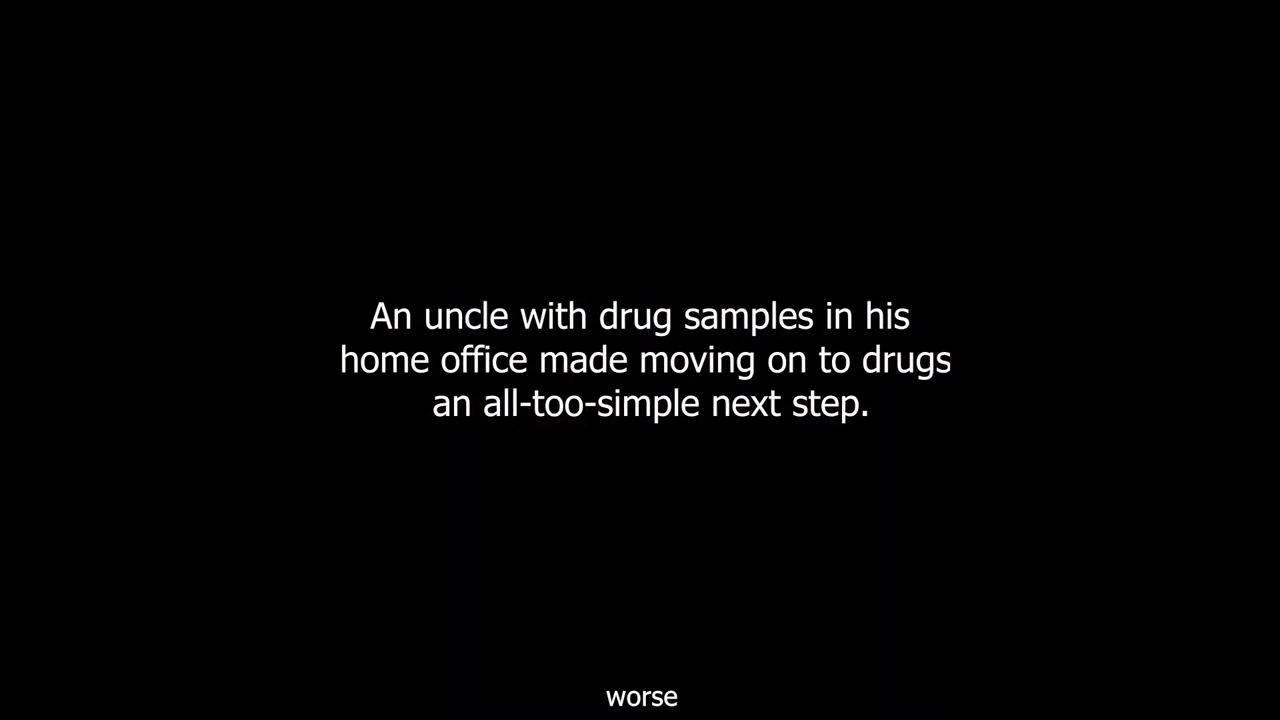 An uncle with drug samples in his
home office made moving on to drugs
an all-too-simple next step.
worse